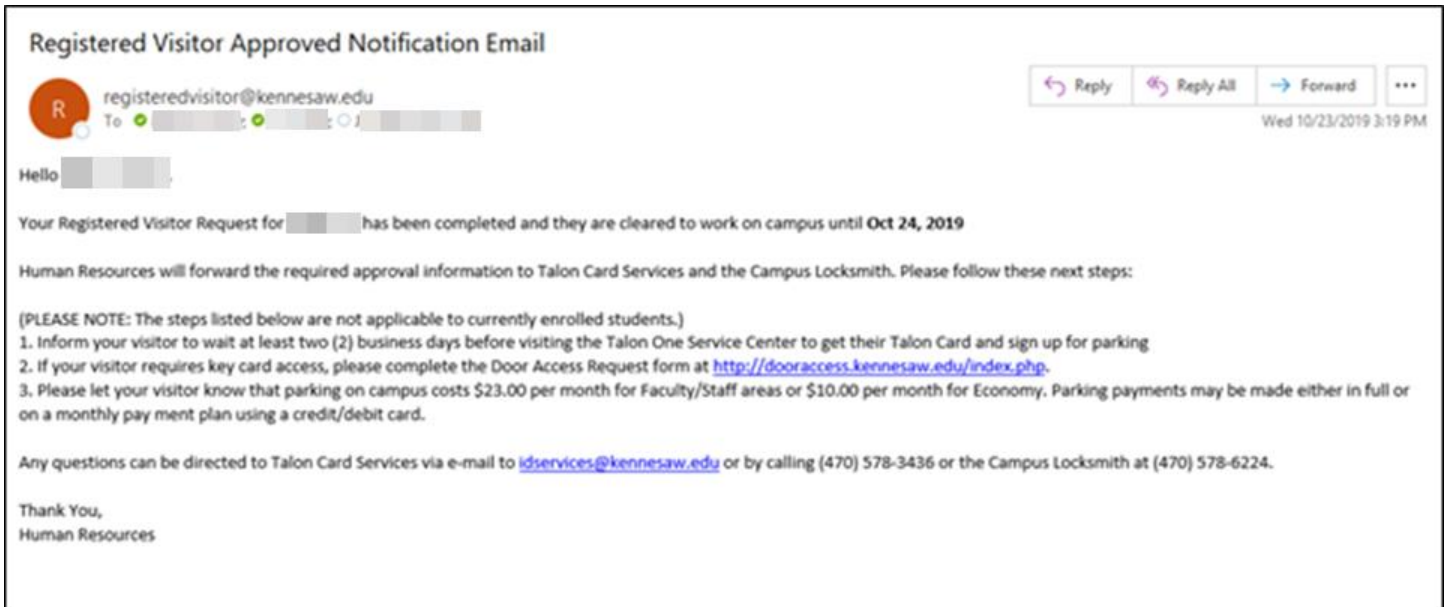 Registered Visitor Approved Notification Email
R
registeredvisitor@kennesaw.edu
To ; ; J
Reply
Reply All
Forward
Wed 10/23/2019 3:19 PM
Hello ,
Your Registered Visitor Request for has been completed and they are cleared to work on campus until Oct 24, 2019
Human Resources will forward the required approval information to Talon Card Services and the Campus Locksmith. Please follow these next steps:
(PLEASE NOTE: The steps listed below are not applicable to currently enrolled students.)
1. Inform your visitor to wait at least two (2) business days before visiting the Talon One Service Center to get their Talon Card and sign up for parking
2. If your visitor requires key card access, please complete the Door Access Request form at http://dooraccess.kennesaw.edu/index.php.
3. Please let your visitor know that parking on campus costs $23.00 per month for Faculty/Staff areas or $10.00 per month for Economy. Parking payments may be made either in full or
on a monthly pay ment plan using a credit/debit card.
Any questions can be directed to Talon Card Services via e-mail to idservices@kennesaw.edu or by calling (470) 578-3436 or the Campus Locksmith at (470) 578-6224.
Thank You,
Human Resources